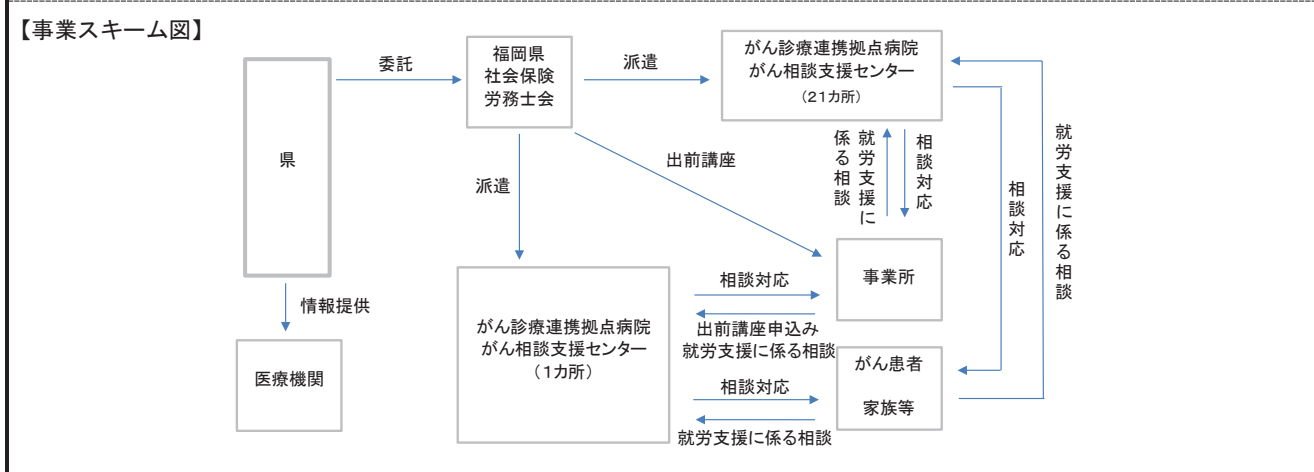 【事業スキーム図】
県
委託
福岡県
社会保険
労務士会
派遣
がん診療連携拠点病院
がん相談支援センター
(21カ所)
派遣
出前講座
就労支援に
係る相談
相談対応
相談対応
就労支援に係る相談
情報提供
医療機関
がん診療連携拠点病院
がん相談支援センター
(1カ所)
相談対応
出前講座申込み
就労支援に係る相談
事業所
相談対応
就労支援に係る相談
がん患者
家族等